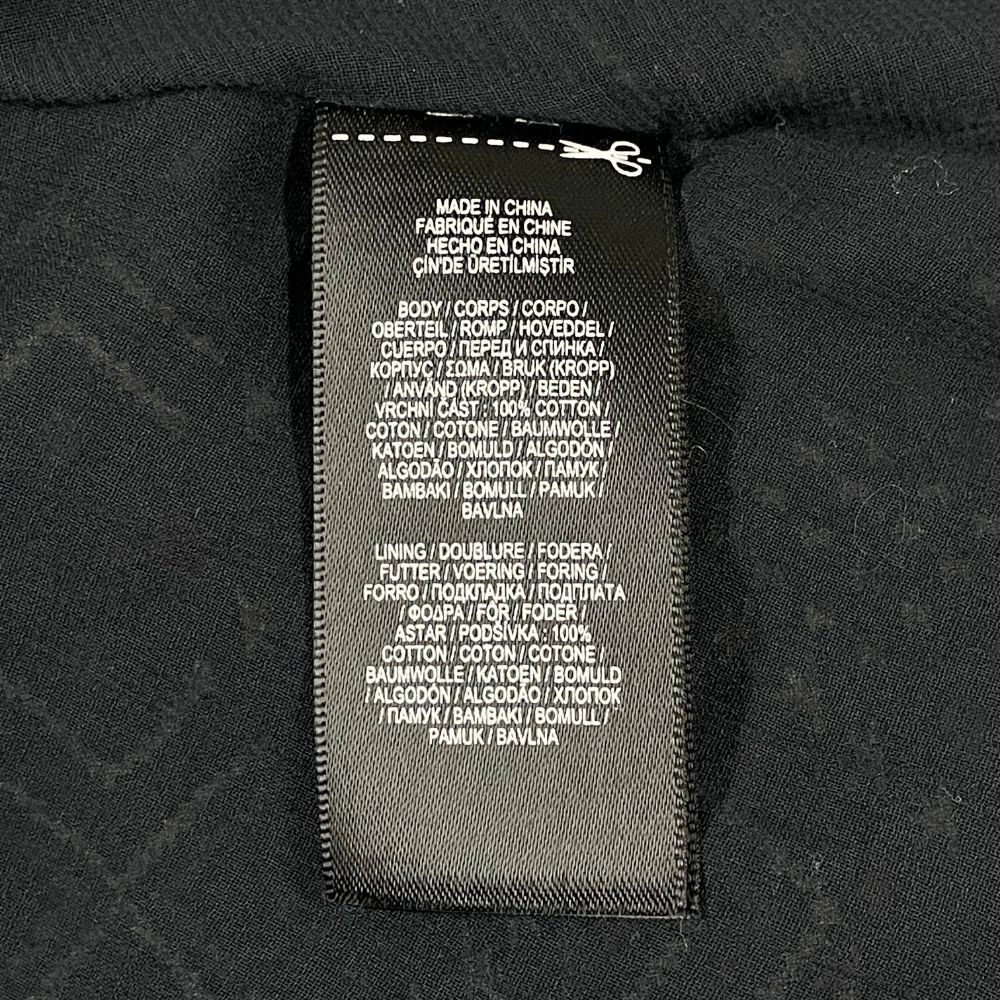 MADE IN CHINA
FABRIQUÉ EN CHINE
HECHO EN CHINA
ÇİN'DE ÜRETİLMİŞTİR
BODY / CORPS / CORPO /
OBERTEIL / ROMP / HOVEDDEL /
CUERPO / ПЕРЕД И СПИНКА /
КОРПУС / ΣΩΜΑ / BRUK (KROPP)
/ ANVÄND (KROPP) / BEDEN /
VRCHNÍ ČÁST : 100% COTTON /
COTON / COTONE / BAUMWOLLE /
KATOEN / BOMULD / ALGODÓN /
ALGODÃO / ХЛОПОК / ПАМУК /
BAMBAKI / BOMULL / PAMUK /
BAVLNA
LINING / DOUBLURE / FODERA /
FUTTER / VOERING / FORING /
FORRO / ПОДКЛАДКА / ПОДПЛАТА
/ ΦΟΔΡΑ / FÔR / FODER /
ASTAR / PODŠÍVKA : 100%
COTTON / COTON / COTONE /
BAUMWOLLE / KATOEN / BOMULD
/ ALGODÓN / ALGODÃO / ХЛОПОК
/ ПАМУК / BAMBAKI / BOMULL /
PAMUK / BAVLNA